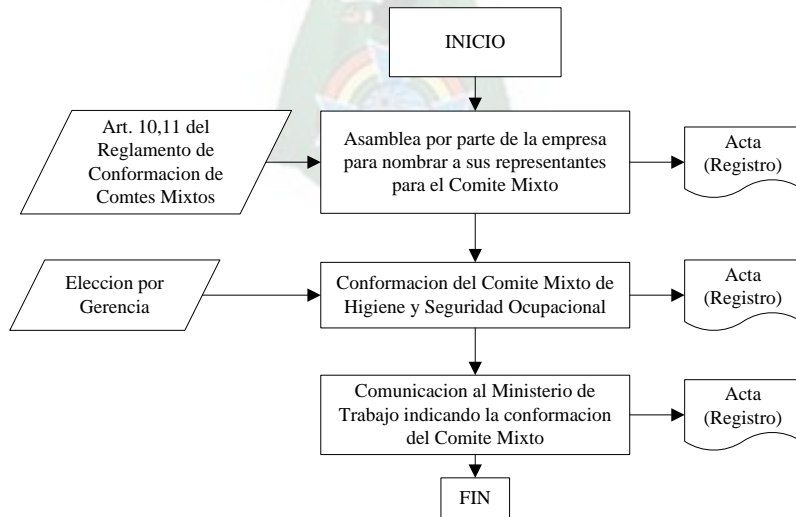 INICIO
Art. 10,11 del
Reglamento de
Conformacion de
Comtes Mixtos
Asamblea por parte de la empresa
para nombrar a sus representantes
para el Comite Mixto
Acta
(Registro)
Eleccion por
Gerencia
Conformacion del Comite Mixto de
Higiene y Seguridad Ocupacional
Acta
(Registro)
Comunicacion al Ministerio de
Trabajo indicando la conformacion
del Comite Mixto
Acta
(Registro)
FIN